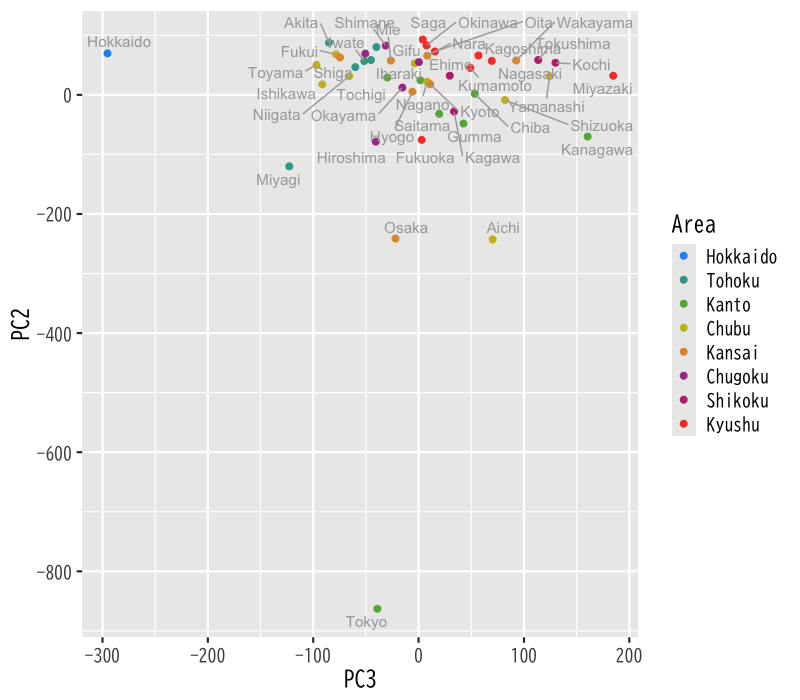 Akita
Shimane
Mie
Saga
Okinawa
Oita
Wakayama
Hokkaido
Iwate
Fukui
Gifu
Nara
Kagoshima
Tokushima
Toyama
Shiga
Ibaraki
Ehime
Nagasaki
Kochi
Ishikawa
Tochigi
Kumamoto
Miyazaki
Niigata
Okayama
Nagano
Kyoto
Yamanashi
Saitama
Chiba
Shizuoka
Hyogo
Gumma
Kanagawa
Hiroshima
Fukuoka
Kagawa
Miyagi
Osaka
Aichi
Tokyo
0
−200
−400
−600
−800
PC2
−300
−200
−100
0
100
200
PC3
Area
Hokkaido
Tohoku
Kanto
Chubu
Kansai
Chugoku
Shikoku
Kyushu